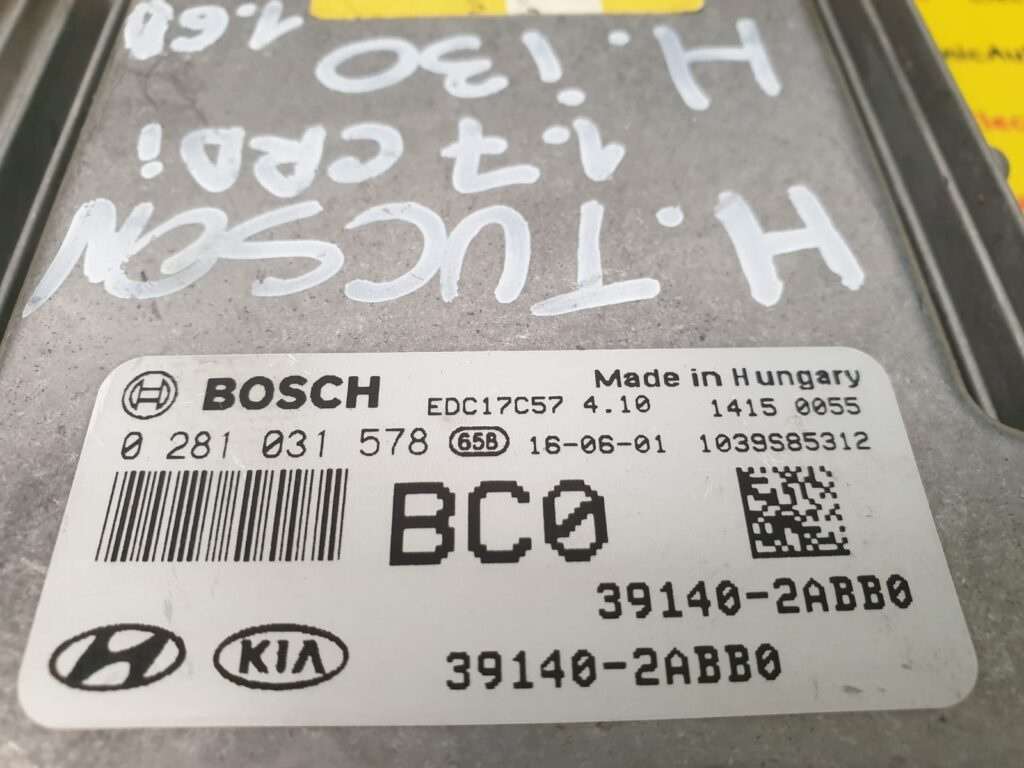 H. TUCSON
1.7 CRDi
H. i30 1.6D
BOSCH
Made in Hungary
EDC17C57 4.10 1415 0055
0 281 031 578 65B 16-06-01 1039S85312
BC0
39140-2ABB0
KIA 39140-2ABB0